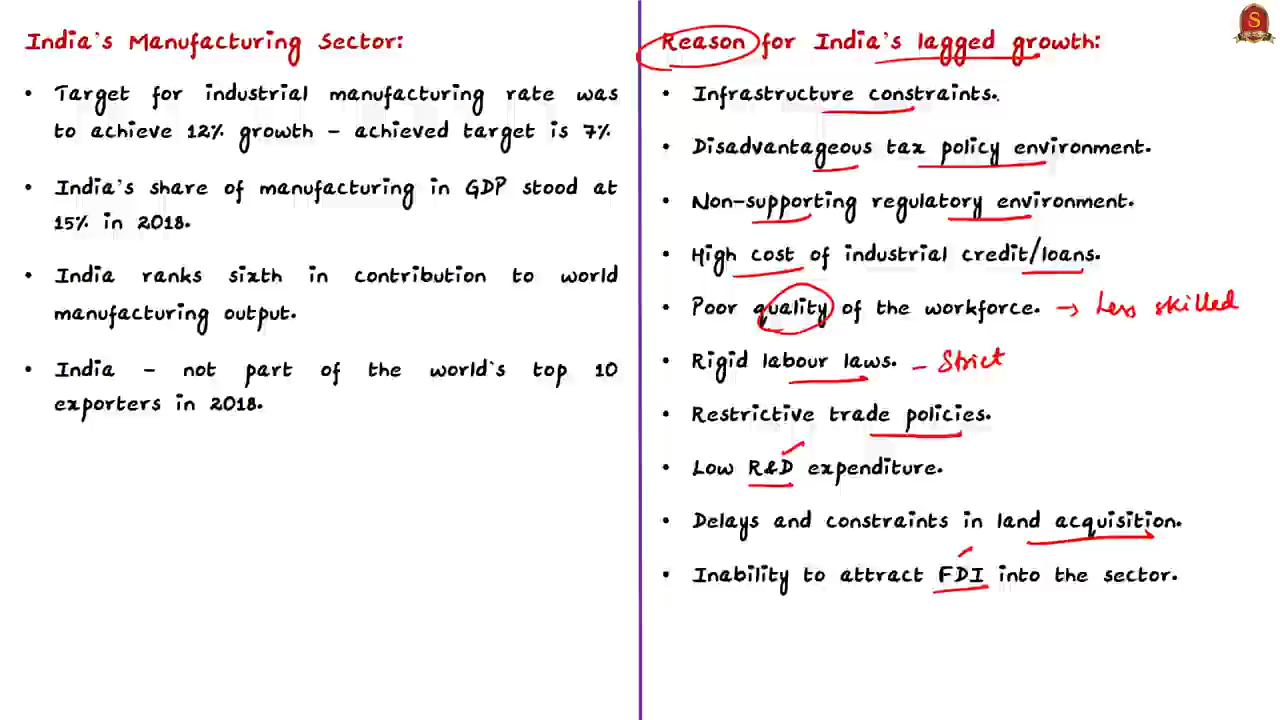 India's Manufacturing Sector:
• Target for industrial manufacturing rate was
to achieve 12% growth – achieved target is 7%
• India's share of manufacturing in GDP stood at
15% in 2018.
• India ranks sixth in contribution to world
manufacturing output.
• India – not part of the world's top 10
exporters in 2018.
Reason for India's lagged growth:
• Infrastructure constraints.
• Disadvantageous tax policy environment.
• Non-supporting regulatory environment.
• High cost of industrial credit/loans.
• Poor quality of the workforce. → Less skilled
• Rigid labour laws. – Strict
• Restrictive trade policies.
• Low R&D expenditure.
• Delays and constraints in land acquisition.
• Inability to attract FDI into the sector.
S